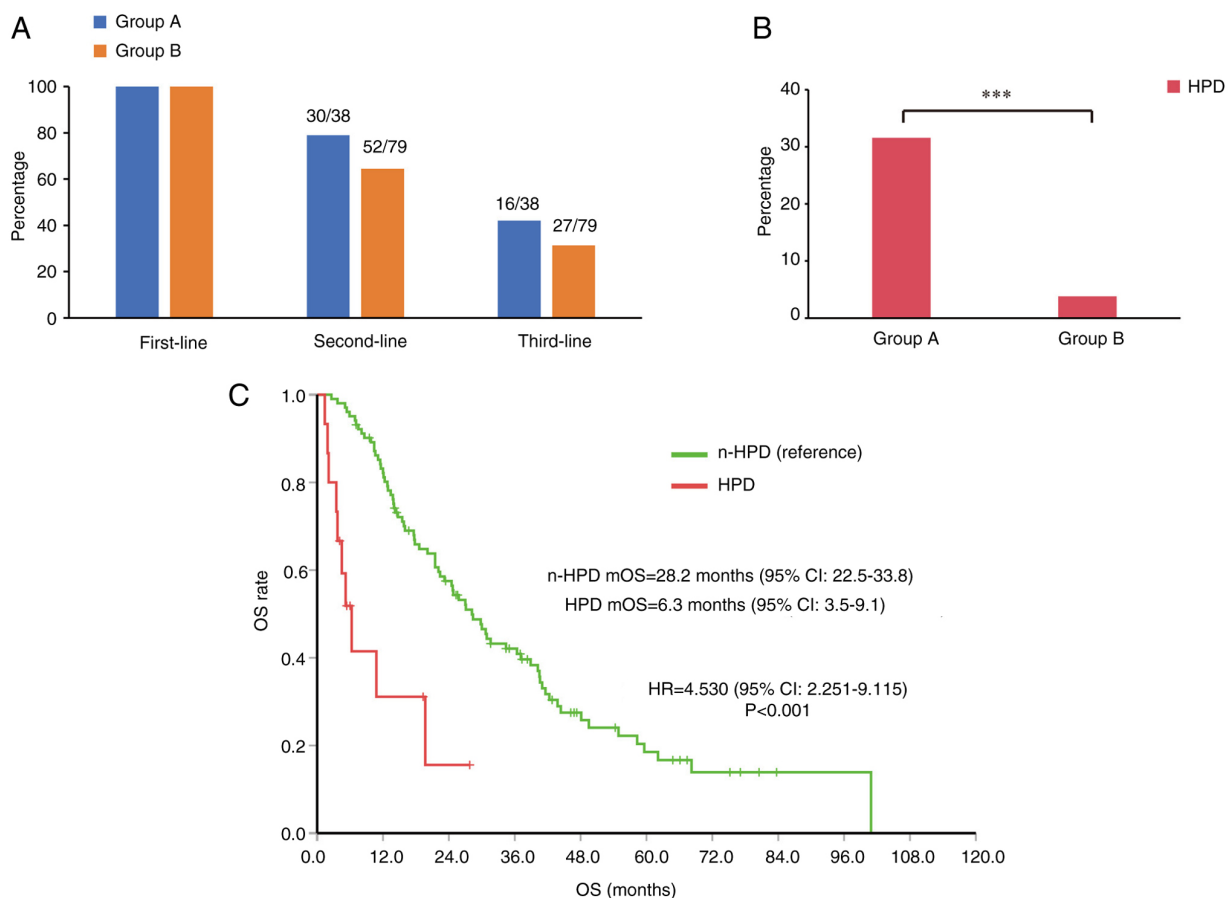 A
Group A
Group B
Percentage
100
80
60
40
20
0
30/38
52/79
16/38
27/79
First-line
Second-line
Third-line
B
HPD
***
Percentage
40
30
20
10
0
Group A
Group B
C
OS rate
1.0
0.8
0.6
0.4
0.2
0.0
n-HPD (reference)
HPD
n-HPD mOS=28.2 months (95% CI: 22.5-33.8)
HPD mOS=6.3 months (95% CI: 3.5-9.1)
HR=4.530 (95% CI: 2.251-9.115)
P<0.001
0.0 12.0 24.0 36.0 48.0 60.0 72.0 84.0 96.0 108.0 120.0
OS (months)